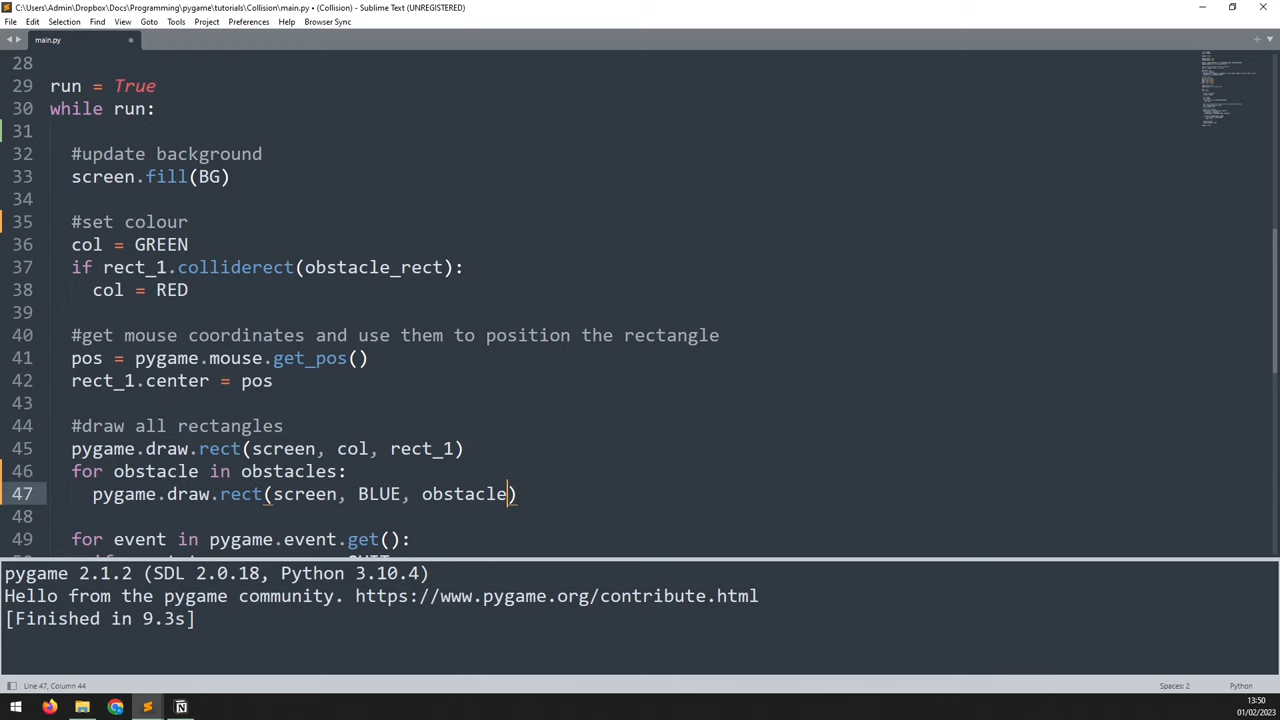 C:\Users\Admin\Dropbox\Docs\Programming\pygame\tutorials\Collision\main.py • (Collision) - Sublime Text (UNREGISTERED)
File Edit Selection Find View Goto Tools Project Preferences Help Browser Sync
main.py
28
29 run = True
30 while run:
31
32 #update background
33 screen.fill(BG)
34
35 #set colour
36 col = GREEN
37 if rect_1.colliderect(obstacle_rect):
38 col = RED
39
40 #get mouse coordinates and use them to position the rectangle
41 pos = pygame.mouse.get_pos()
42 rect_1.center = pos
43
44 #draw all rectangles
45 pygame.draw.rect(screen, col, rect_1)
46 for obstacle in obstacles:
47 pygame.draw.rect(screen, BLUE, obstacle)
48
49 for event in pygame.event.get():
pygame 2.1.2 (SDL 2.0.18, Python 3.10.4)
Hello from the pygame community. https://www.pygame.org/contribute.html
[Finished in 9.3s]
Line 47, Column 44
Spaces: 2
Python
13:50
01/02/2023